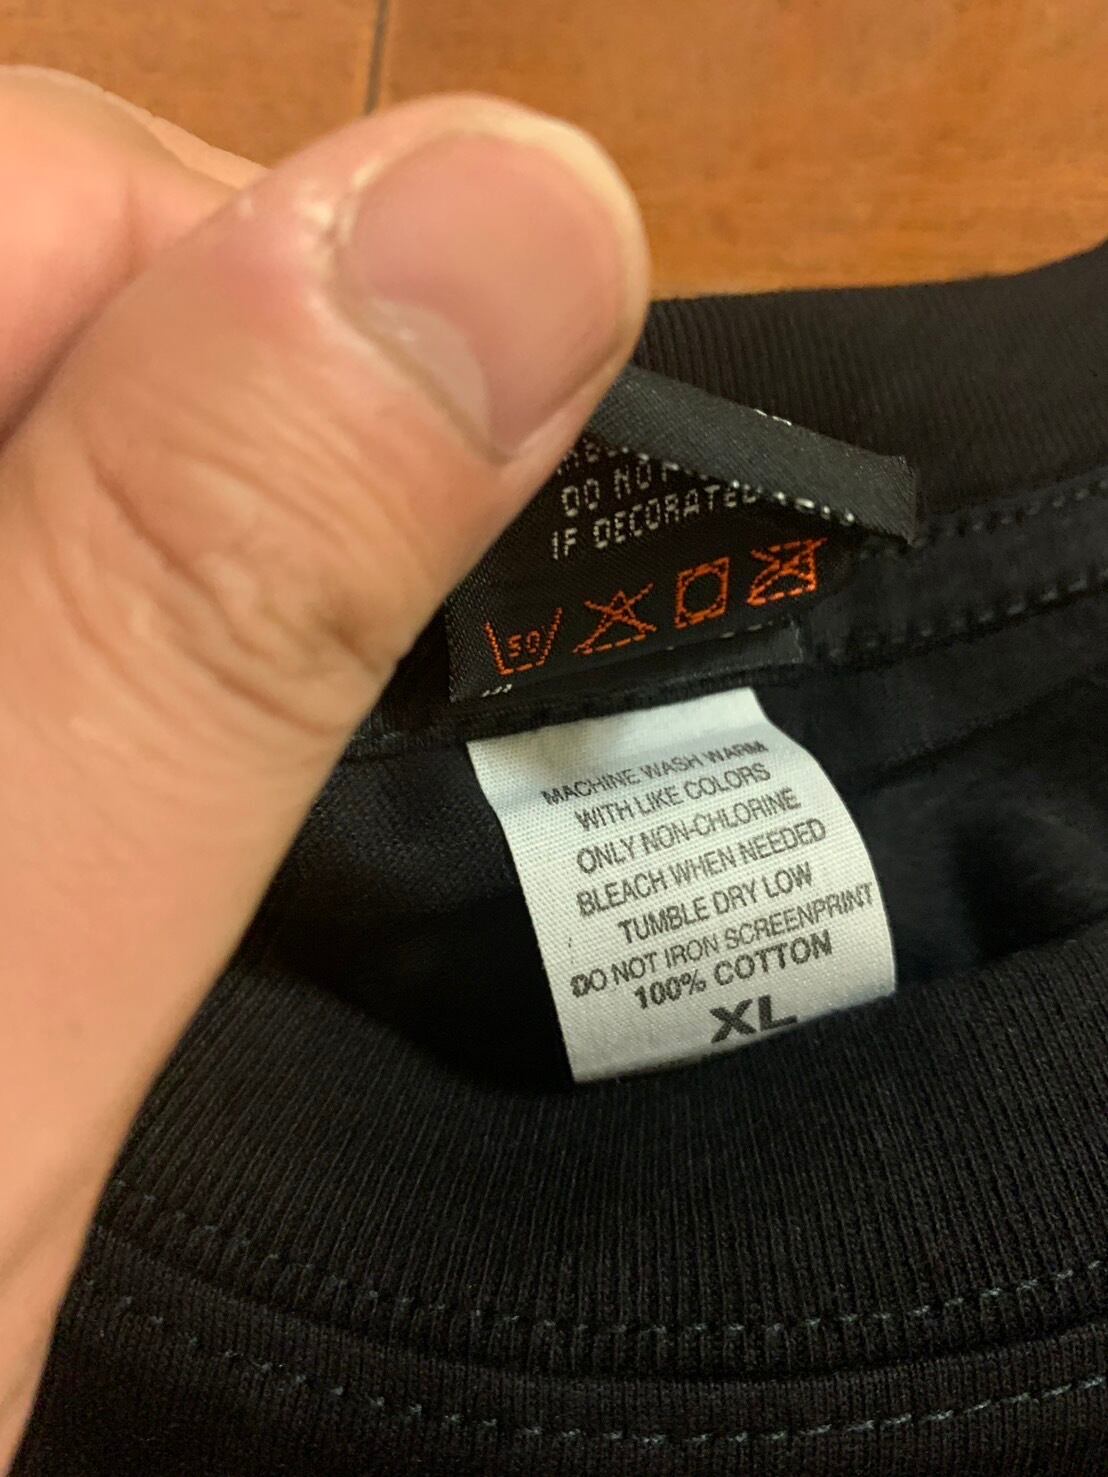 DO NOT
IF DECORATED
50
MACHINE WASH WARM
WITH LIKE COLORS
ONLY NON-CHLORINE
BLEACH WHEN NEEDED
TUMBLE DRY LOW
DO NOT IRON SCREENPRINT
100% COTTON
XL